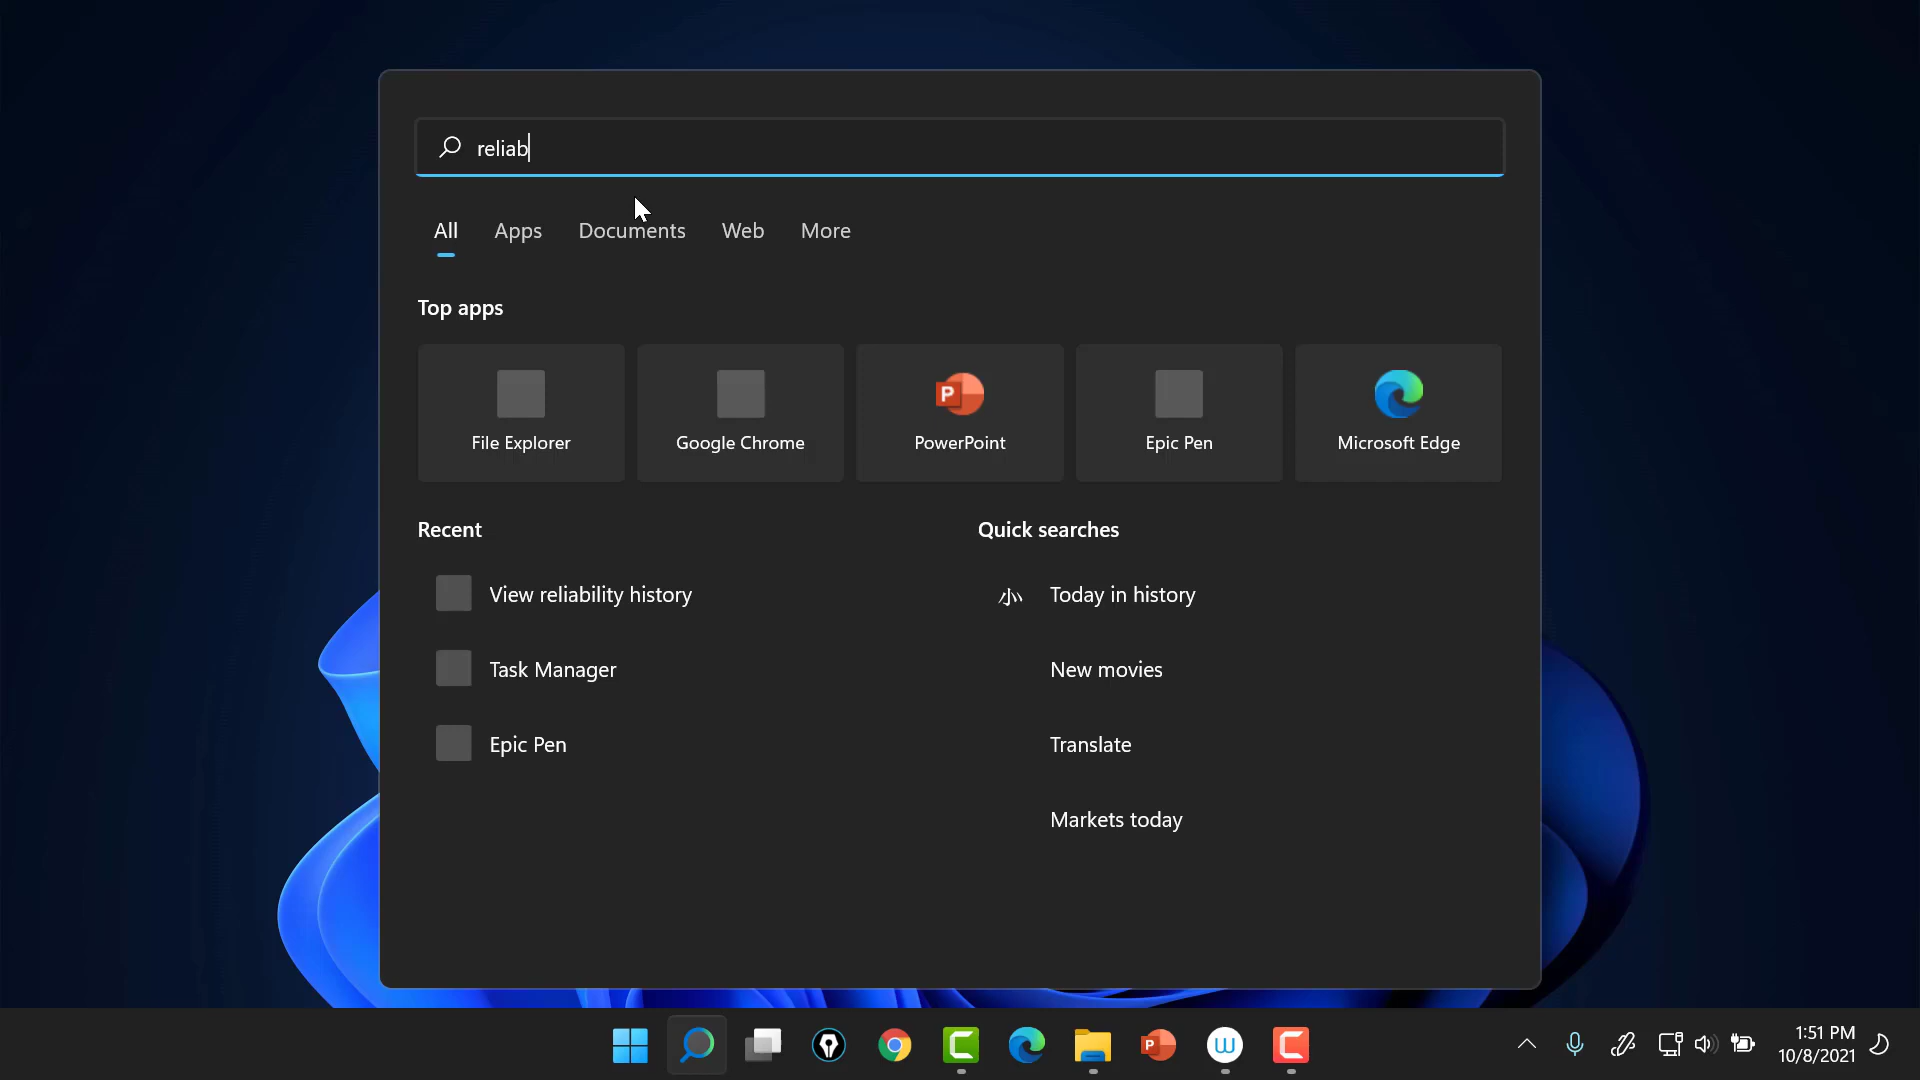 reliab
All Apps Documents Web More
Top apps
File Explorer Google Chrome PowerPoint Epic Pen Microsoft Edge
Recent Quick searches
View reliability history Today in history
Task Manager New movies
Epic Pen Translate
Markets today
1:51 PM
10/8/2021